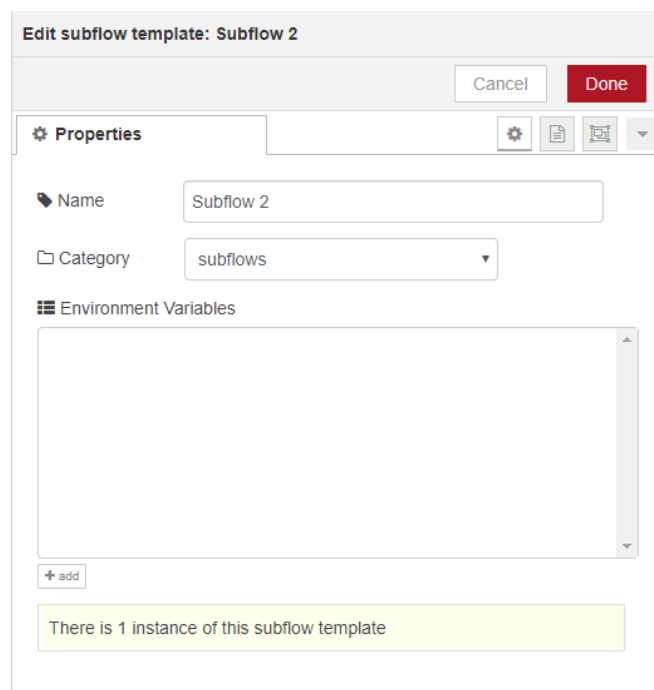 Edit subflow template: Subflow 2
Cancel Done
Properties
Name Subflow 2
Category subflows
Environment Variables
+ add
There is 1 instance of this subflow template